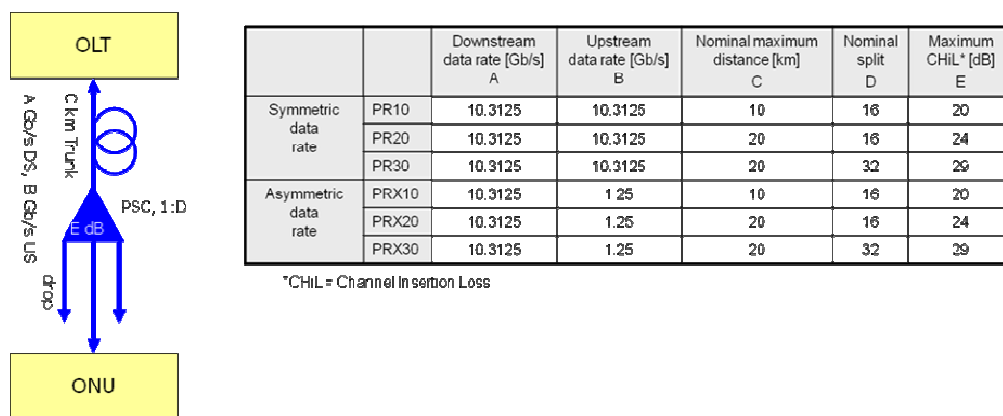 OLT
A Gb/s DS, B Gb/s US
C km Trunk
PSC, 1:D
E dB
drop
ONU
Downstream data rate [Gb/s] A Upstream data rate [Gb/s] B Nominal maximum distance [km] C Nominal split D Maximum CHiL* [dB] E
Symmetric data rate PR10 10.3125 10.3125 10 16 20
PR20 10.3125 10.3125 20 16 24
PR30 10.3125 10.3125 20 32 29
Asymmetric data rate PRX10 10.3125 1.25 10 16 20
PRX20 10.3125 1.25 20 16 24
PRX30 10.3125 1.25 20 32
*CHiL = Channel Insertion Loss